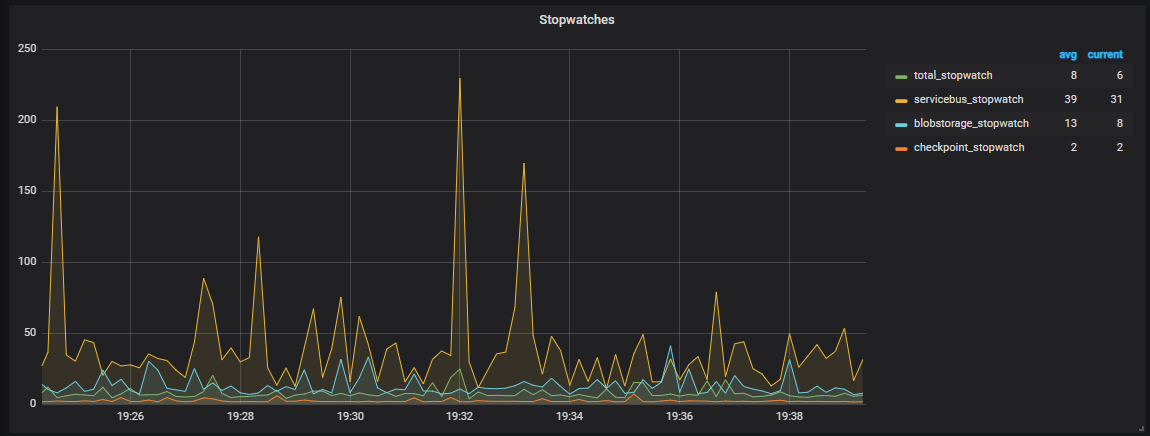 Stopwatches
250
200
150
100
50
0
19:26 19:28 19:30 19:32 19:34 19:36 19:38
avg current
total_stopwatch 8 6
servicebus_stopwatch 39 31
blobstorage_stopwatch 13 8
checkpoint_stopwatch 2 2